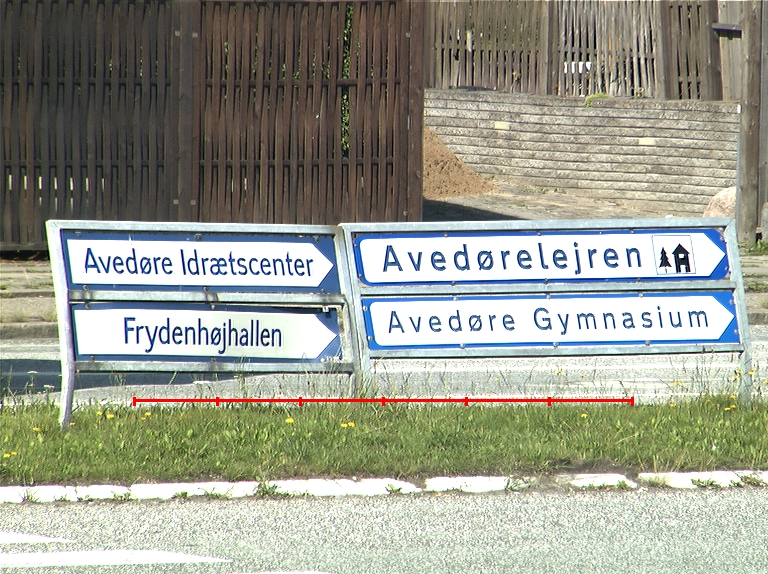 Avedøre Idrætscenter
Frydenhøjhallen
Avedørelejren
Avedøre Gymnasium